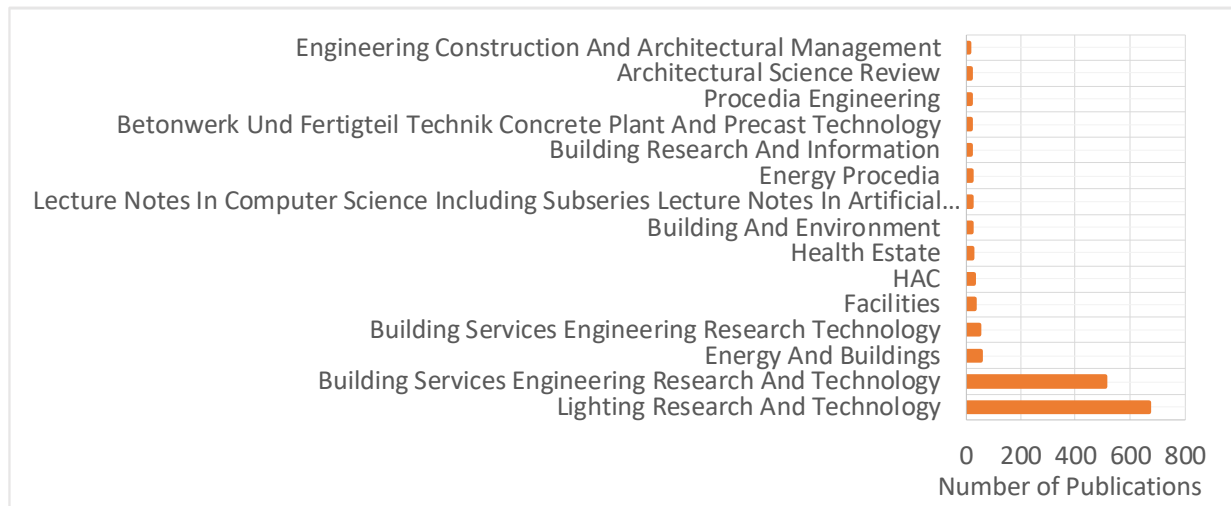 Engineering Construction And Architectural Management
Architectural Science Review
Procedia Engineering
Betonwerk Und Fertigteil Technik Concrete Plant And Precast Technology
Building Research And Information
Energy Procedia
Lecture Notes In Computer Science Including Subseries Lecture Notes In Artificial…
Building And Environment
Health Estate
HAC
Facilities
Building Services Engineering Research Technology
Energy And Buildings
Building Services Engineering Research And Technology
Lighting Research And Technology
0 200 400 600 800
Number of Publications